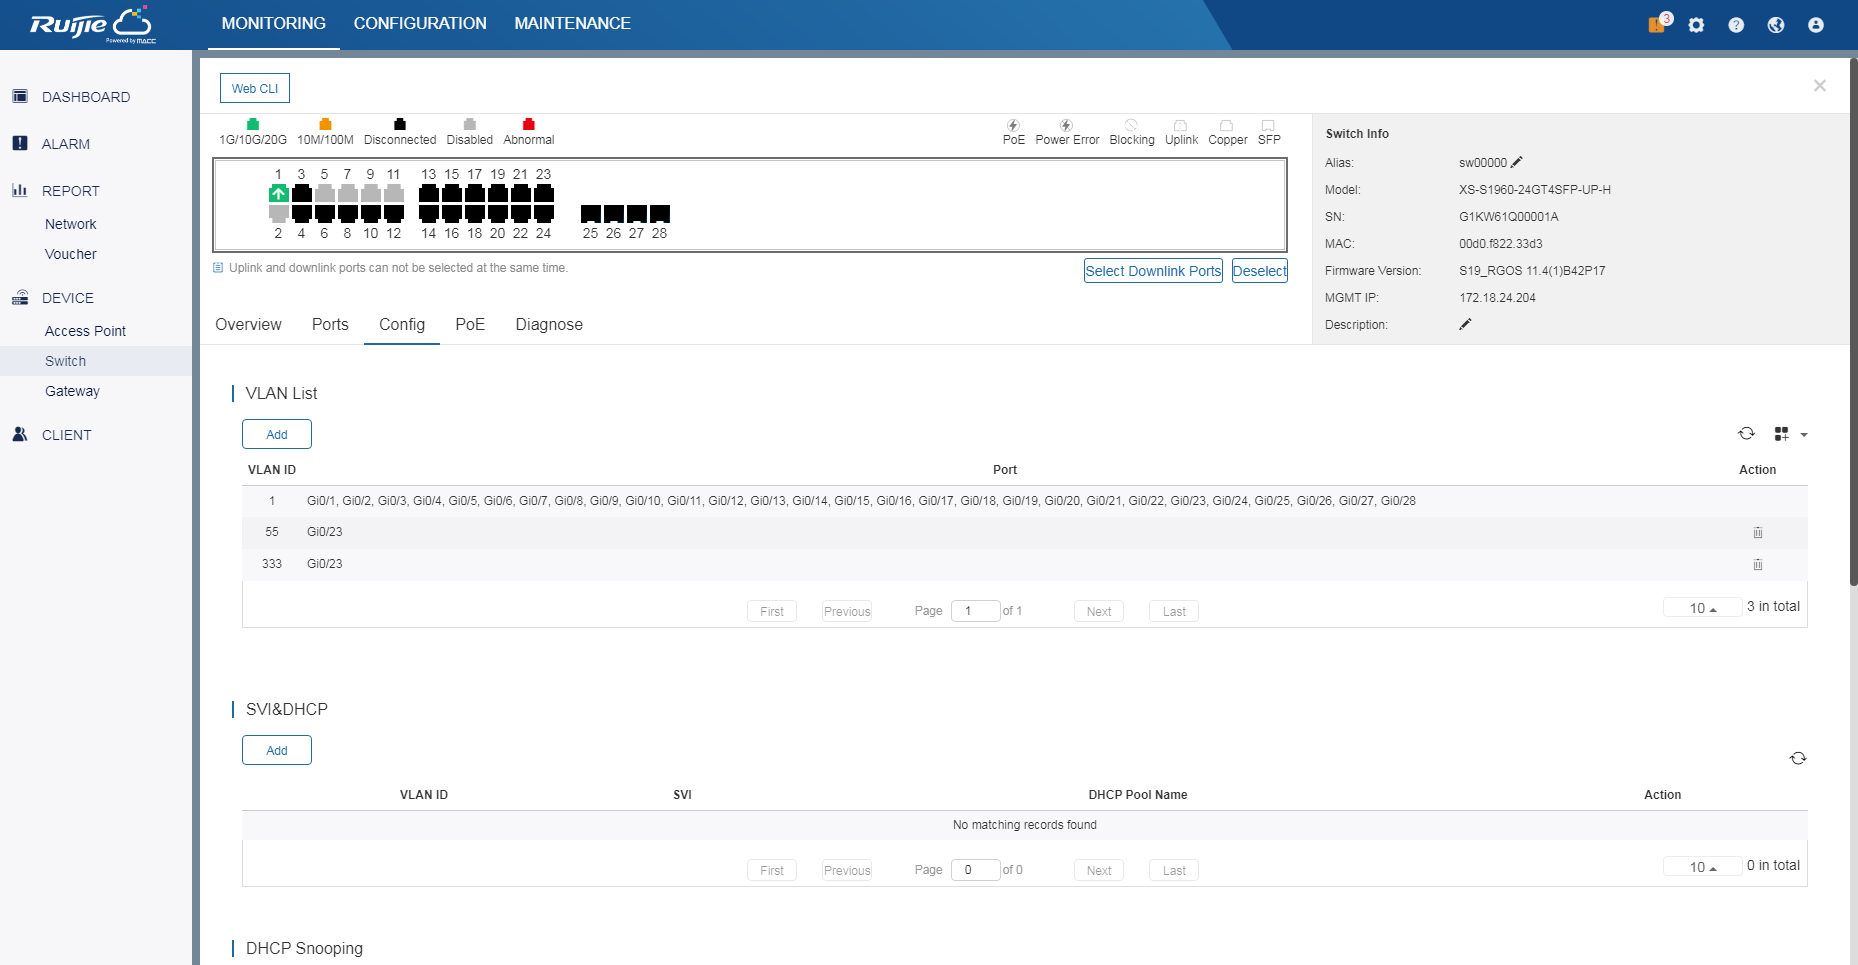 Ruijie
Powered by MACC
MONITORING CONFIGURATION MAINTENANCE
3
DASHBOARD
ALARM
REPORT
Network
Voucher
DEVICE
Access Point
Switch
Gateway
CLIENT
Web CLI
1G/10G/20G 10M/100M Disconnected Disabled Abnormal
PoE Power Error Blocking Uplink Copper SFP
1 3 5 7 9 11 13 15 17 19 21 23
2 4 6 8 10 12 14 16 18 20 22 24 25 26 27 28
Uplink and downlink ports can not be selected at the same time.
Select Downlink Ports Deselect
Switch Info
Alias: sw00000
Model: XS-S1960-24GT4SFP-UP-H
SN: G1KW61Q00001A
MAC: 00d0.f822.33d3
Firmware Version: S19_RGOS 11.4(1)B42P17
MGMT IP: 172.18.24.204
Description:
Overview Ports Config PoE Diagnose
VLAN List
Add
VLAN ID Port Action
1 Gi0/1, Gi0/2, Gi0/3, Gi0/4, Gi0/5, Gi0/6, Gi0/7, Gi0/8, Gi0/9, Gi0/10, Gi0/11, Gi0/12, Gi0/13, Gi0/14, Gi0/15, Gi0/16, Gi0/17, Gi0/18, Gi0/19, Gi0/20, Gi0/21, Gi0/22, Gi0/23, Gi0/24, Gi0/25, Gi0/26, Gi0/27, Gi0/28
55 Gi0/23
333 Gi0/23
First Previous Page 1 of 1 Next Last 10 3 in total
SVI&DHCP
Add
VLAN ID SVI DHCP Pool Name Action
No matching records found
First Previous Page 0 of 0 Next Last 10 0 in total
DHCP Snooping